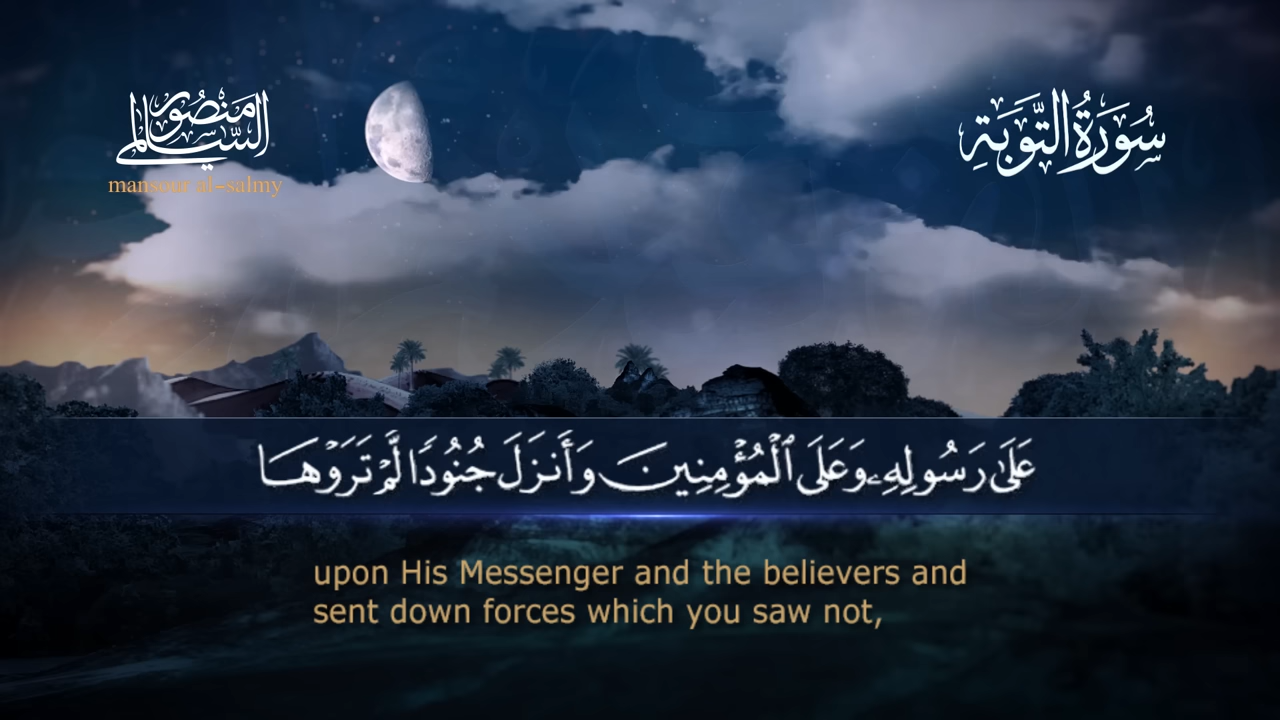 منصور السالمي
mansour al-salmy
سُورَةُ التَّوْبَةِ
عَلَىٰ رَسُولِهِۦ وَعَلَى ٱلْمُؤْمِنِينَ وَأَنزَلَ جُنُودًا لَّمْ تَرَوْهَا
upon His Messenger and the believers and
sent down forces which you saw not,